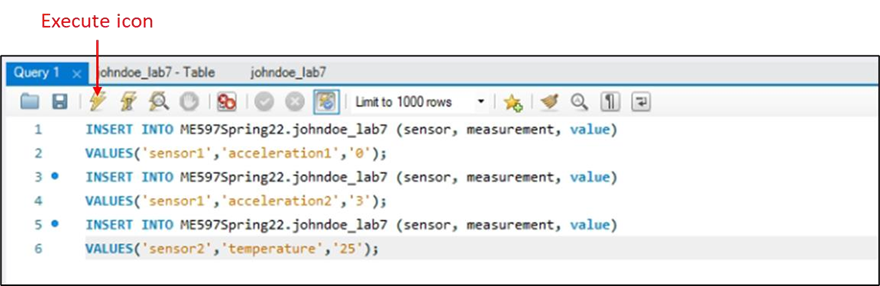 Execute icon
Query 1 johndoe_lab7 - Table johndoe_lab7
Limit to 1000 rows
1 INSERT INTO ME597Spring22.johndoe_lab7 (sensor, measurement, value)
2 VALUES('sensor1','acceleration1','0');
3 INSERT INTO ME597Spring22.johndoe_lab7 (sensor, measurement, value)
4 VALUES('sensor1','acceleration2','3');
5 INSERT INTO ME597Spring22.johndoe_lab7 (sensor, measurement, value)
6 VALUES('sensor2','temperature','25');